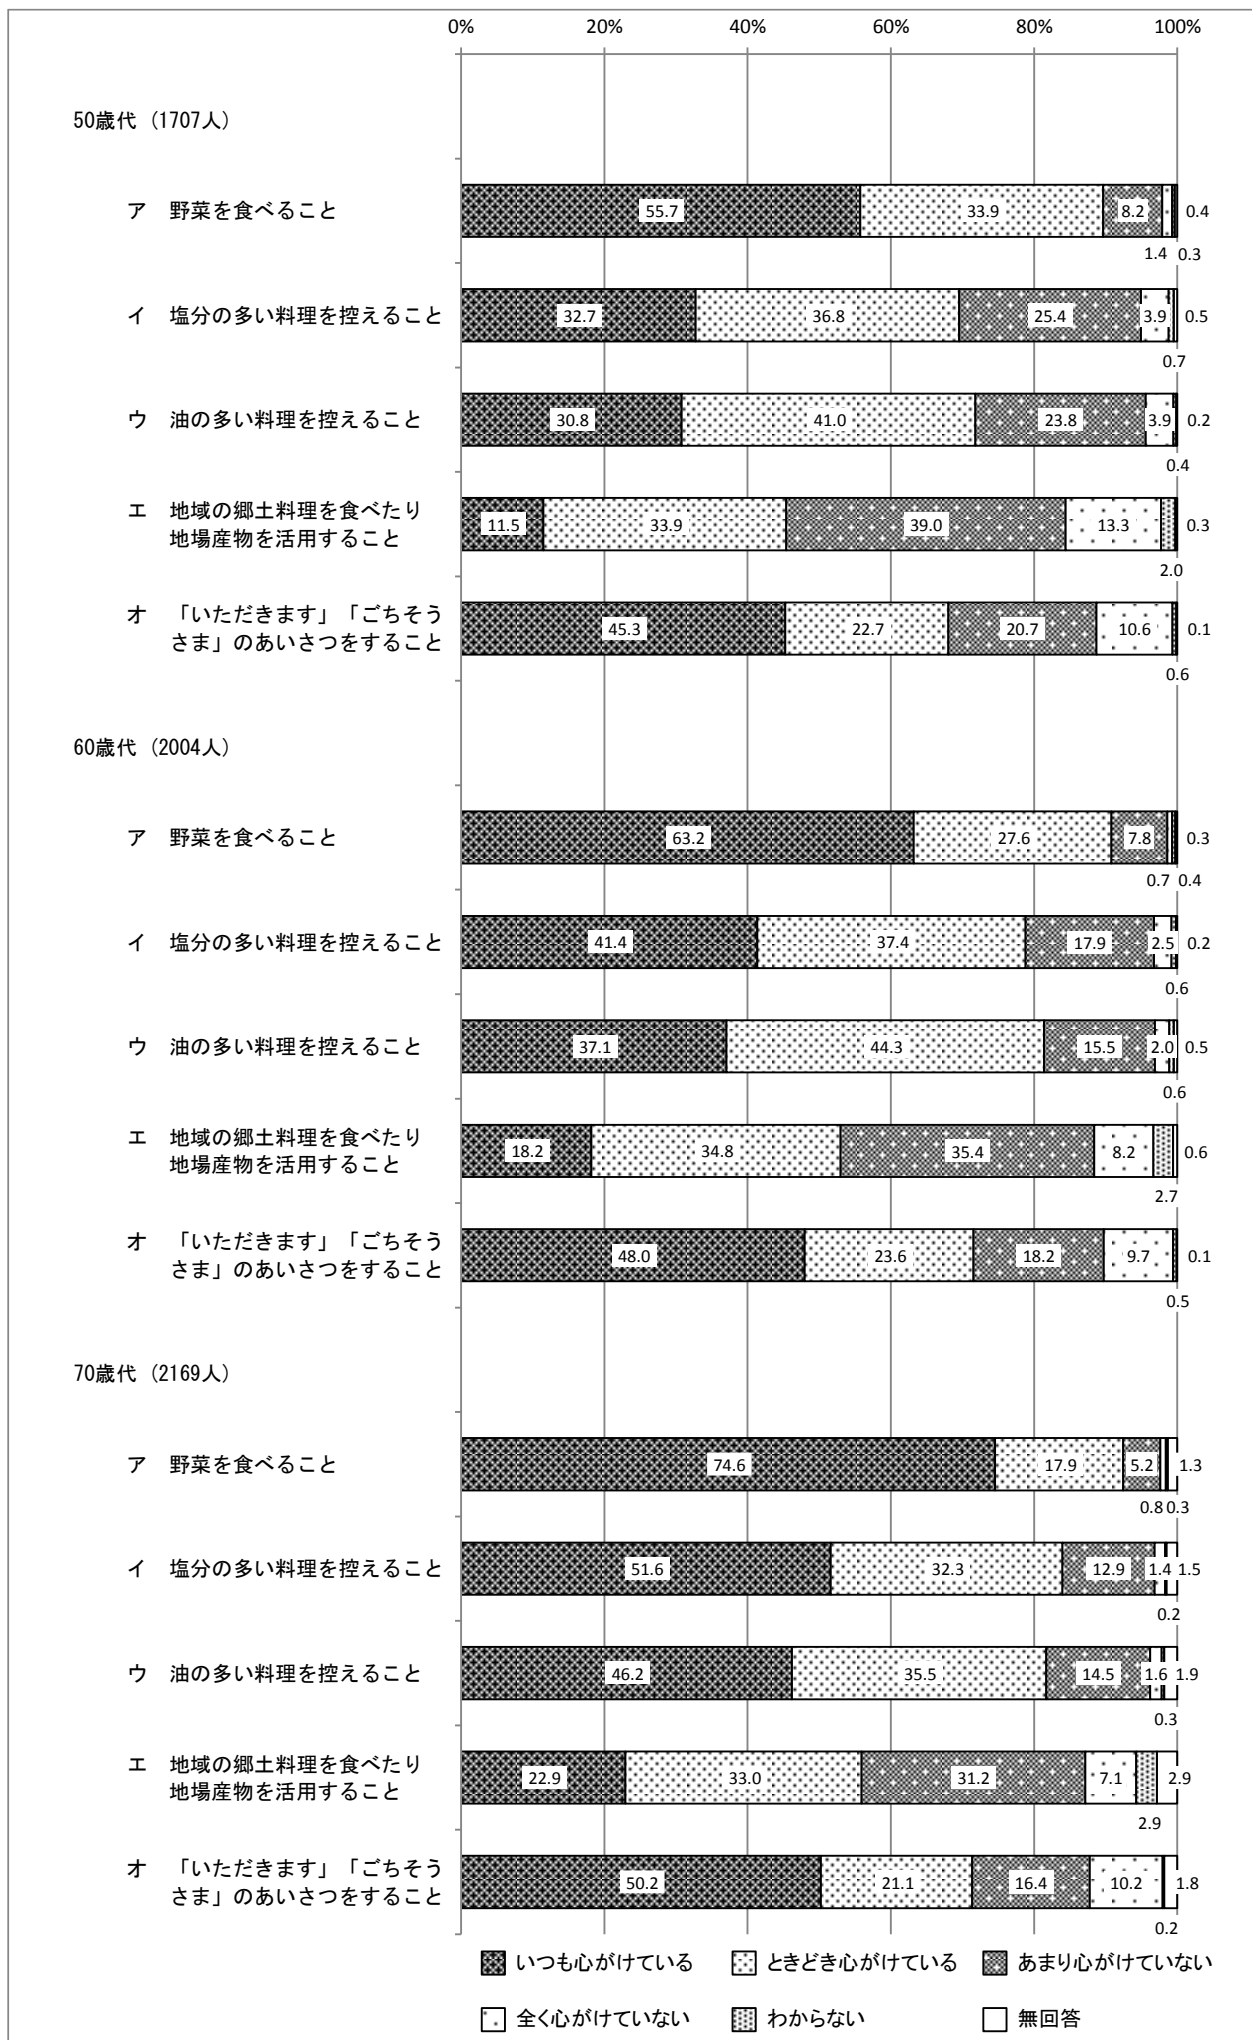 0% 20% 40% 60% 80% 100%
50歳代 (1707人)
ア 野菜を食べること 55.7 33.9 8.2 0.4
1.4 0.3
イ 塩分の多い料理を控えること 32.7 36.8 25.4 3.9 0.5
0.7
ウ 油の多い料理を控えること 30.8 41.0 23.8 3.9 0.2
0.4
エ 地域の郷土料理を食べたり
地場産物を活用すること 11.5 33.9 39.0 13.3 0.3
2.0
オ 「いただきます」「ごちそう
さま」のあいさつをすること 45.3 22.7 20.7 10.6 0.1
0.6
60歳代 (2004人)
ア 野菜を食べること 63.2 27.6 7.8 0.3
0.7 0.4
イ 塩分の多い料理を控えること 41.4 37.4 17.9 2.5 0.2
0.6
ウ 油の多い料理を控えること 37.1 44.3 15.5 2.0 0.5
0.6
エ 地域の郷土料理を食べたり
地場産物を活用すること 18.2 34.8 35.4 8.2 0.6
2.7
オ 「いただきます」「ごちそう
さま」のあいさつをすること 48.0 23.6 18.2 9.7 0.1
0.5
70歳代 (2169人)
ア 野菜を食べること 74.6 17.9 5.2 1.3
0.8 0.3
イ 塩分の多い料理を控えること 51.6 32.3 12.9 1.4 1.5
0.2
ウ 油の多い料理を控えること 46.2 35.5 14.5 1.6 1.9
0.3
エ 地域の郷土料理を食べたり
地場産物を活用すること 22.9 33.0 31.2 7.1 2.9
2.9
オ 「いただきます」「ごちそう
さま」のあいさつをすること 50.2 21.1 16.4 10.2 1.8
0.2
いつも心がけている ときどき心がけている あまり心がけていない
全く心がけていない わからない 無回答